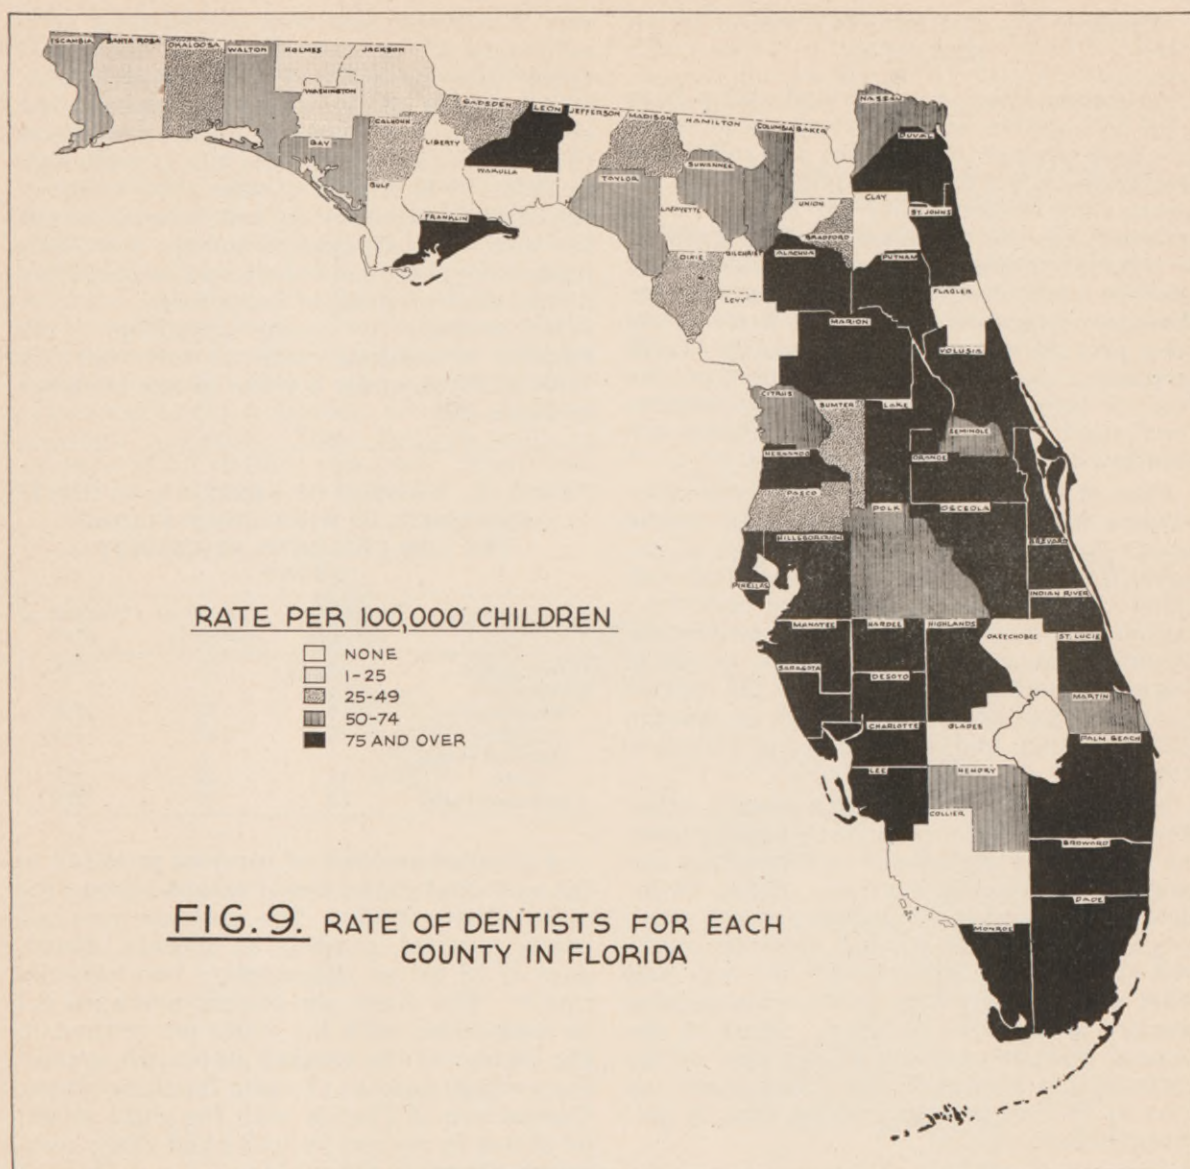 ESCAMBIA SANTA ROSA OKALOOSA WALTON HOLMES JACKSON
WASHINGTON
BAY
CALHOUN
GULF
LIBERTY
GADSDEN
LEON
JEFFERSON
WAKULLA
FRANKLIN
MADISON
HAMILTON
TAYLOR
SUWANNEE
COLUMBIA
BAKER
NASSAU
DUVAL
LAFAYETTE
DIXIE
GILCHRIST
LEVY
UNION
BRADFORD
ALACHUA
CLAY
ST. JOHNS
PUTNAM
FLAGLER
MARION
VOLUSIA
CITRUS
SUMTER
LAKE
SEMINOLE
ORANGE
HERNANDO
PASCO
POLK
OSCEOLA
HILLSBOROUGH
BREVARD
PINELLAS
INDIAN RIVER
MANATEE
HARDEE
HIGHLANDS
OKEECHOBEE
ST. LUCIE
SARASOTA
DESOTO
MARTIN
CHARLOTTE
GLADES
PALM BEACH
LEE
HENDRY
COLLIER
BROWARD
DADE
MONROE
RATE PER 100,000 CHILDREN
NONE
1-25
25-49
50-74
75 AND OVER
FIG. 9. RATE OF DENTISTS FOR EACH
COUNTY IN FLORIDA